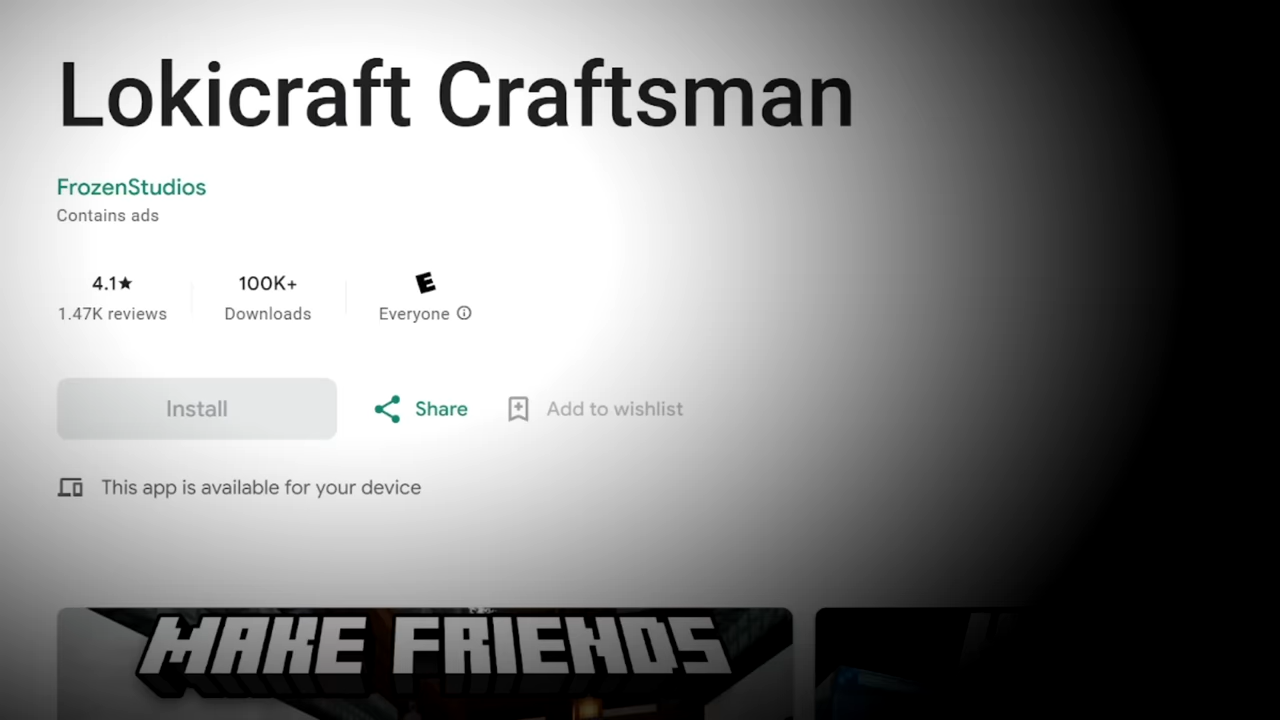 Lokicraft Craftsman
FrozenStudios
Contains ads
4.1★
100K+
E
1.47K reviews
Downloads
Everyone
Install
Share
Add to wishlist
This app is available for your device
MAKE FRIENDS